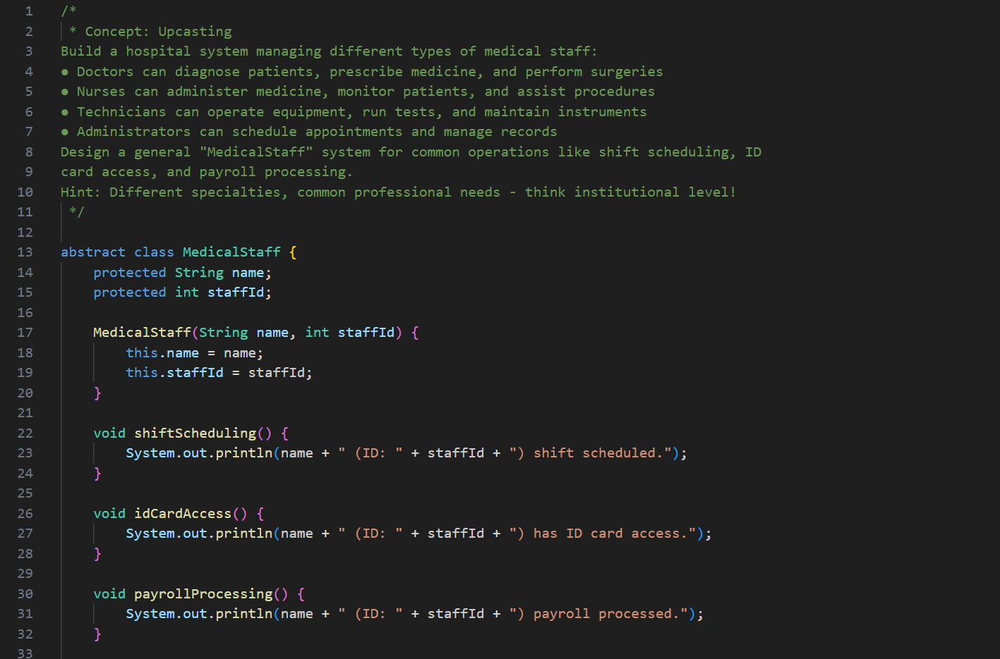 1 /*
2  * Concept: Upcasting
3 Build a hospital system managing different types of medical staff:
4 ● Doctors can diagnose patients, prescribe medicine, and perform surgeries
5 ● Nurses can administer medicine, monitor patients, and assist procedures
6 ● Technicians can operate equipment, run tests, and maintain instruments
7 ● Administrators can schedule appointments and manage records
8 Design a general "MedicalStaff" system for common operations like shift scheduling, ID
9 card access, and payroll processing.
10 Hint: Different specialties, common professional needs - think institutional level!
11  */
12
13 abstract class MedicalStaff {
14     protected String name;
15     protected int staffId;
16
17     MedicalStaff(String name, int staffId) {
18         this.name = name;
19         this.staffId = staffId;
20     }
21
22     void shiftScheduling() {
23         System.out.println(name + " (ID: " + staffId + ") shift scheduled.");
24     }
25
26     void idCardAccess() {
27         System.out.println(name + " (ID: " + staffId + ") has ID card access.");
28     }
29
30     void payrollProcessing() {
31         System.out.println(name + " (ID: " + staffId + ") payroll processed.");
32     }
33